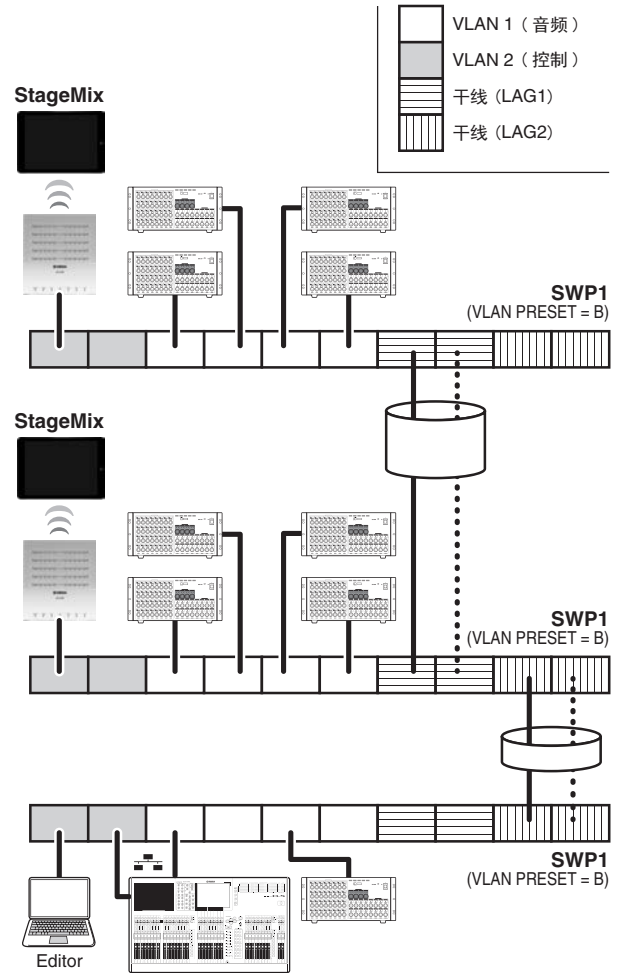 VLAN 1（音频）
VLAN 2（控制）
干线 (LAG1)
干线 (LAG2)
StageMix
SWP1
(VLAN PRESET = B)
StageMix
SWP1
(VLAN PRESET = B)
SWP1
(VLAN PRESET = B)
Editor